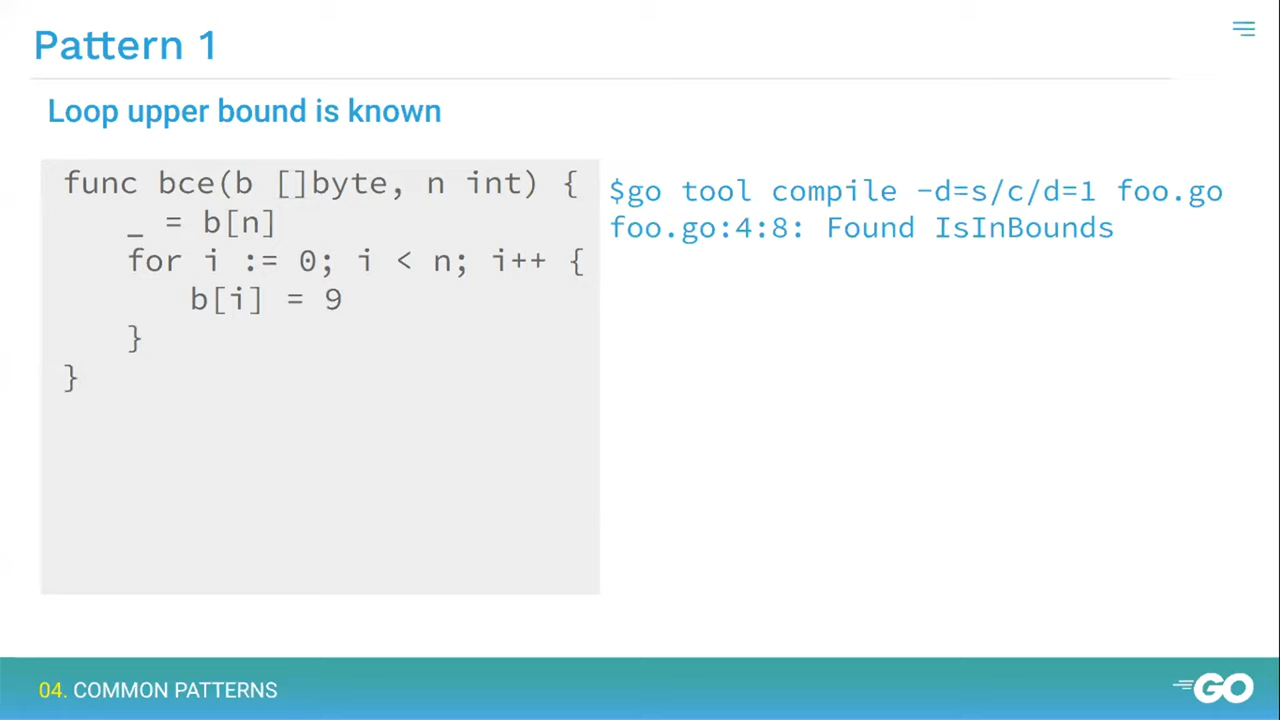 Pattern 1
Loop upper bound is known
func bce(b []byte, n int) {
    _ = b[n]
    for i := 0; i < n; i++ {
        b[i] = 9
    }
}
$go tool compile -d=s/c/d=1 foo.go
foo.go:4:8: Found IsInBounds
04. COMMON PATTERNS
GO